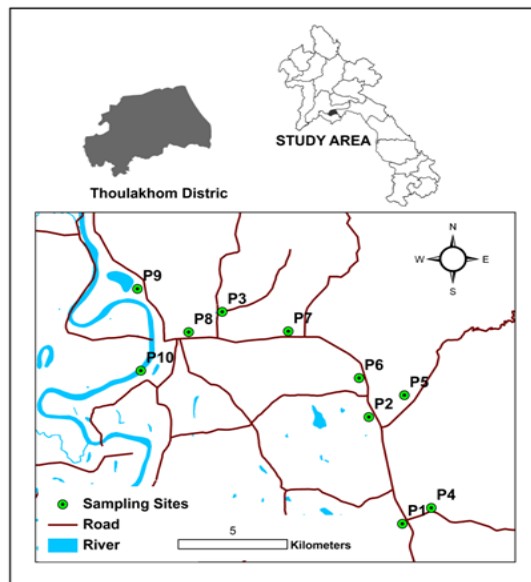 STUDY AREA
Thoulakhom Distric
N
W E
S
P9
P3
P8
P7
P10
P6
P5
P2
P4
P1
Sampling Sites
Road
River
5
Kilometers